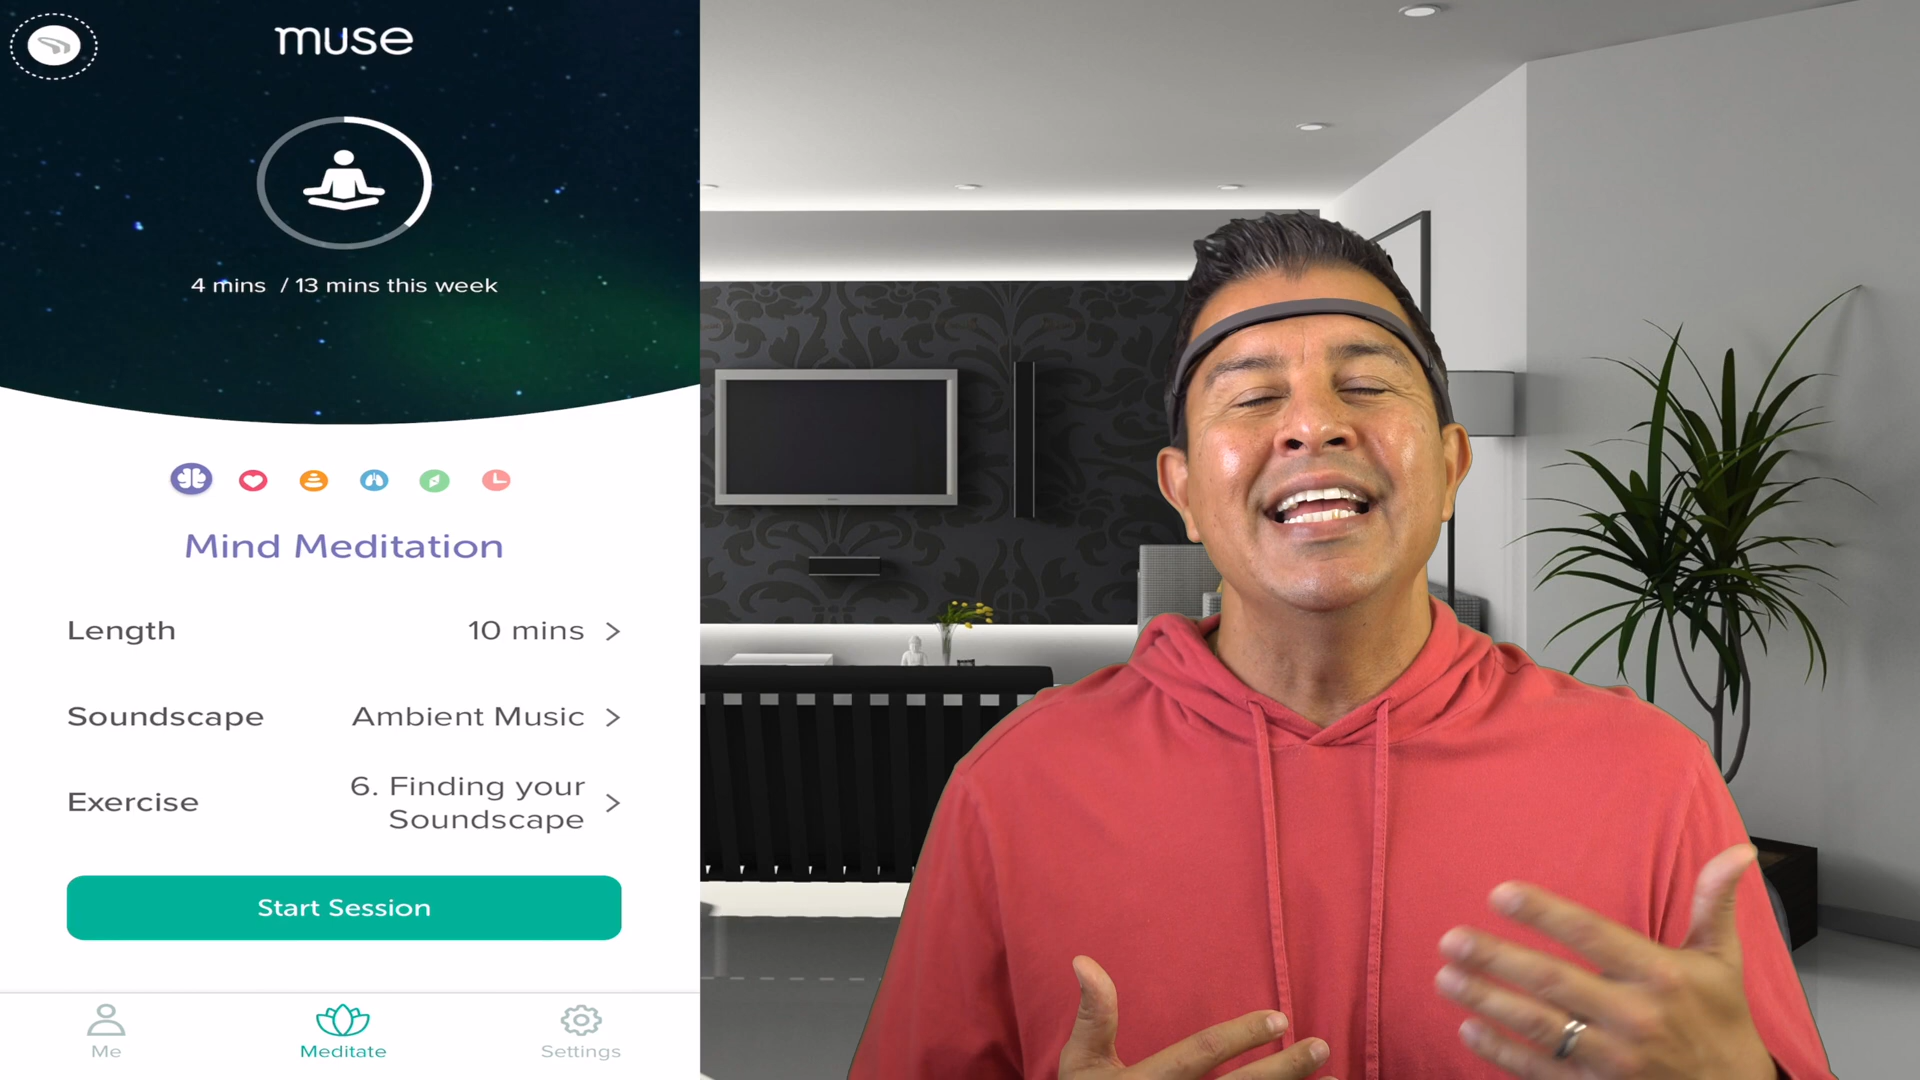 muse
4 mins / 13 mins this week
Mind Meditation
Length 10 mins
Soundscape Ambient Music
Exercise 6. Finding your
Soundscape
Start Session
Me Meditate Settings